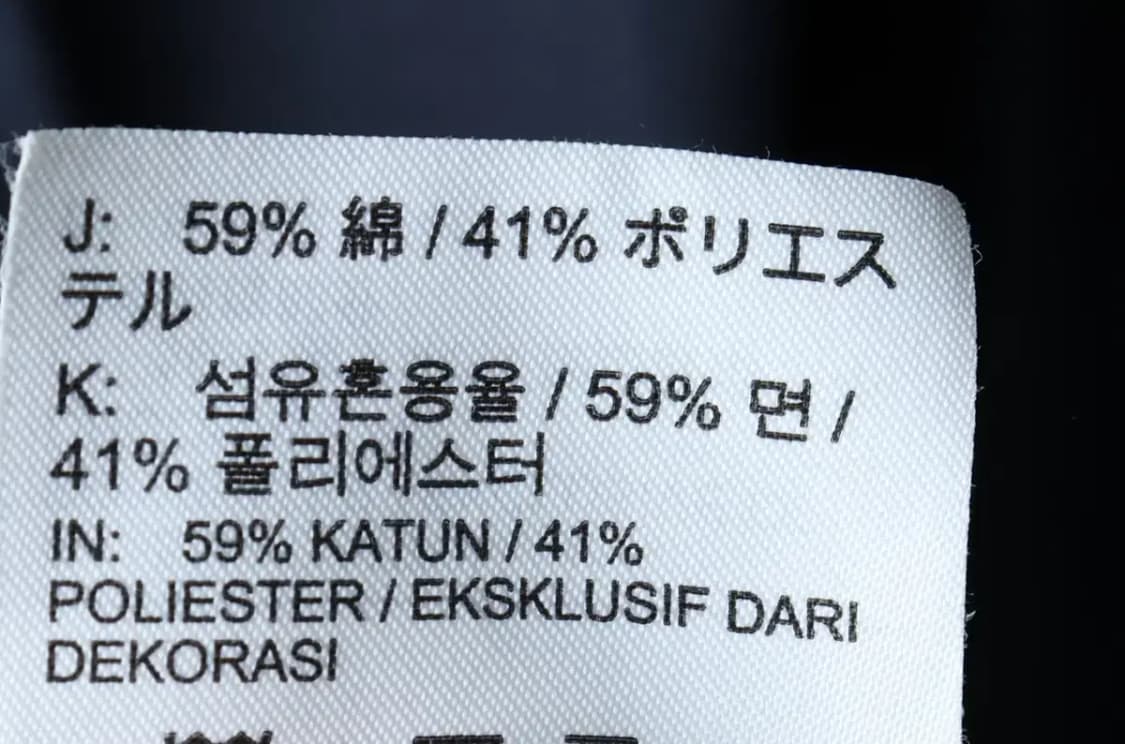 J: 59% 綿 / 41% ポリエス
テル
K: 섬유혼용율 / 59% 면 /
41% 폴리에스터
IN: 59% KATUN / 41%
POLIESTER / EKSKLUSIF DARI
DEKORASI